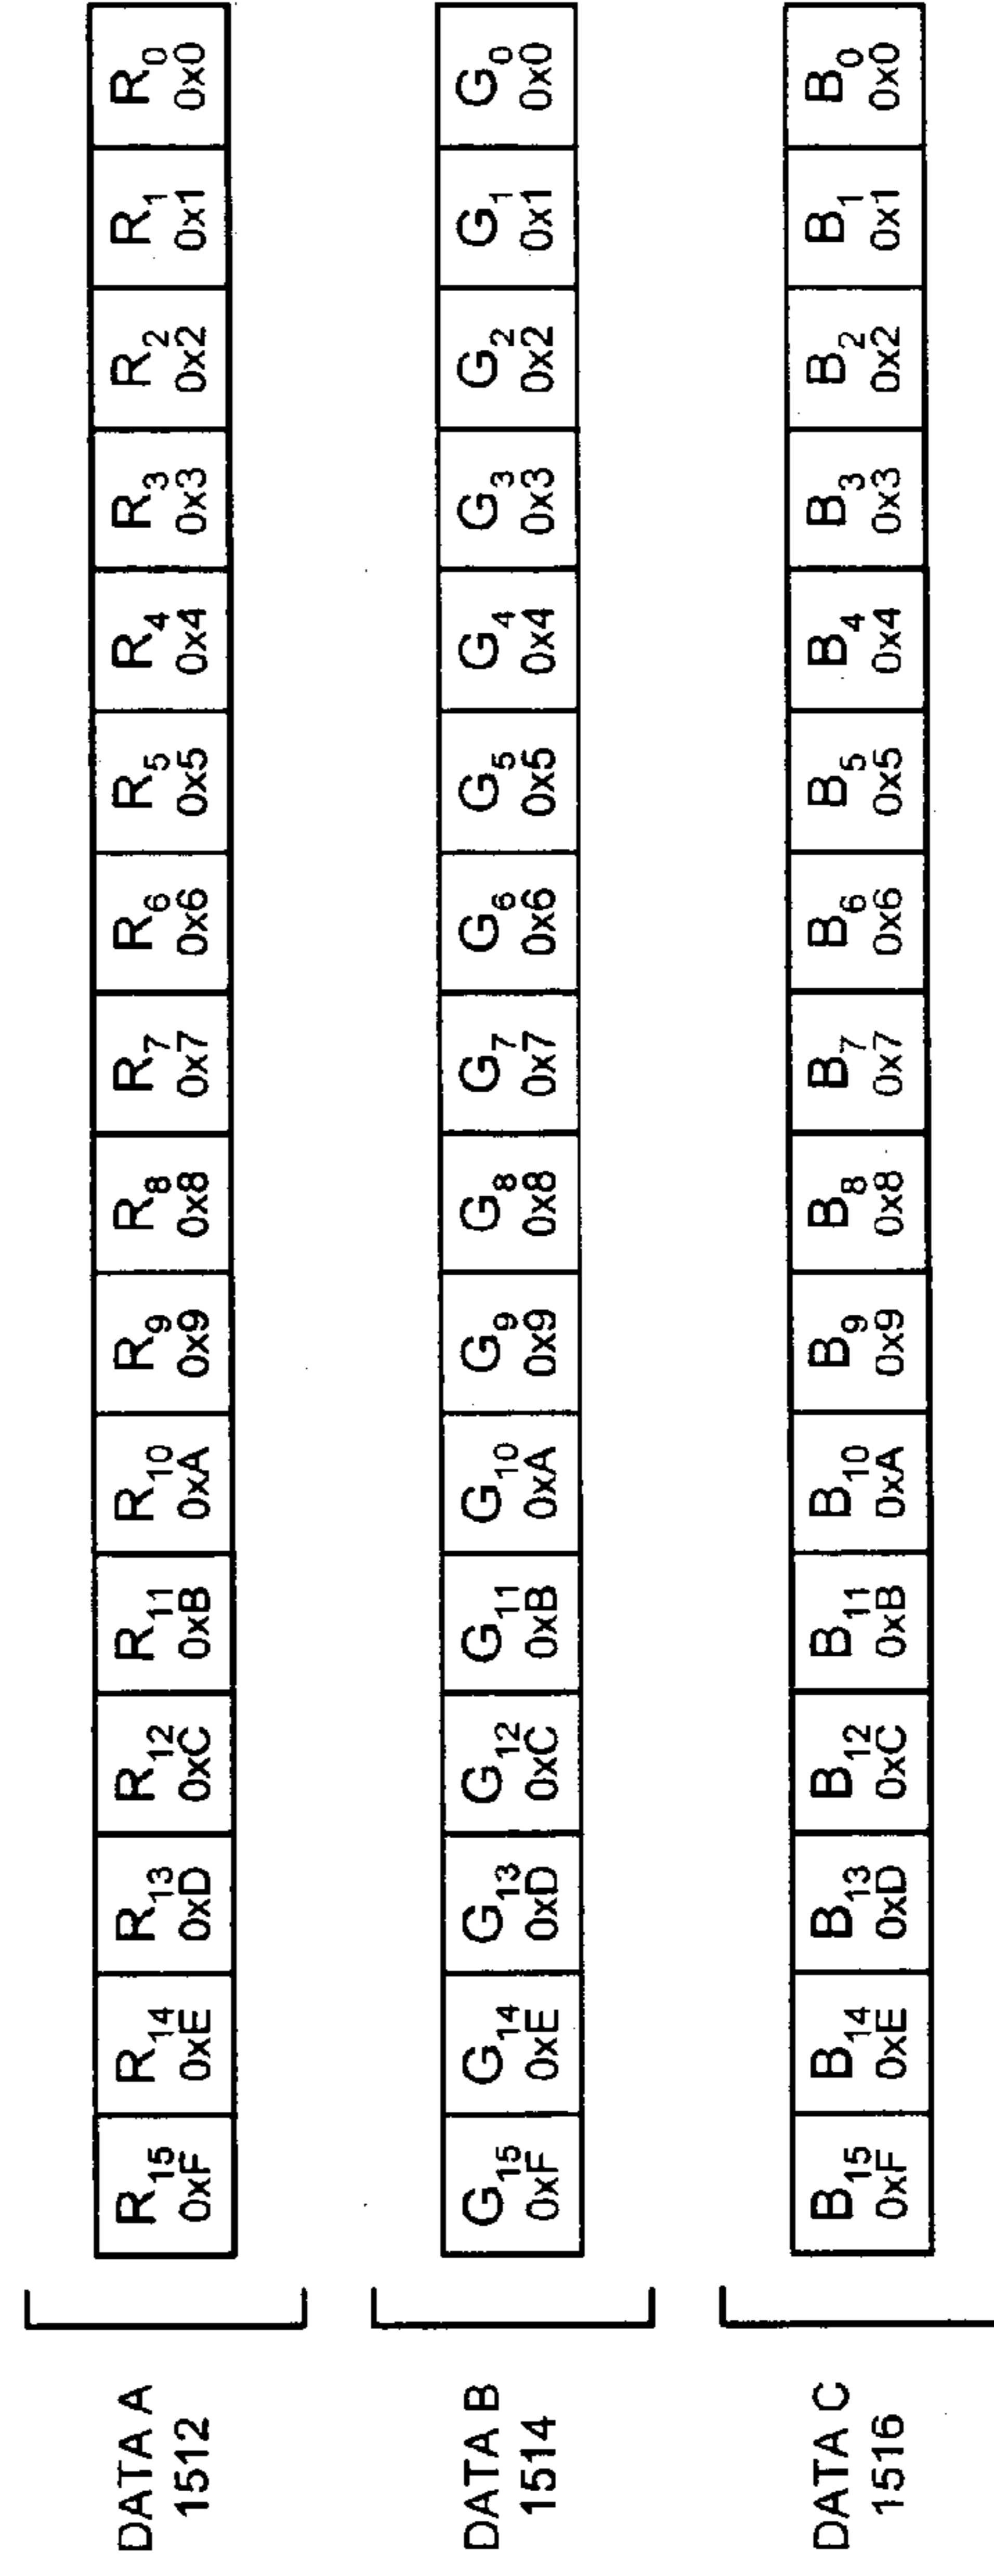 DATA A
1512
R15 R14 R13 R12 R11 R10 R9 R8 R7 R6 R5 R4 R3 R2 R1 R0
0xF 0xE 0xD 0xC 0xB 0xA 0x9 0x8 0x7 0x6 0x5 0x4 0x3 0x2 0x1 0x0
DATA B
1514
G15 G14 G13 G12 G11 G10 G9 G8 G7 G6 G5 G4 G3 G2 G1 G0
0xF 0xE 0xD 0xC 0xB 0xA 0x9 0x8 0x7 0x6 0x5 0x4 0x3 0x2 0x1 0x0
DATA C
1516
B15 B14 B13 B12 B11 B10 B9 B8 B7 B6 B5 B4 B3 B2 B1 B0
0xF 0xE 0xD 0xC 0xB 0xA 0x9 0x8 0x7 0x6 0x5 0x4 0x3 0x2 0x1 0x0